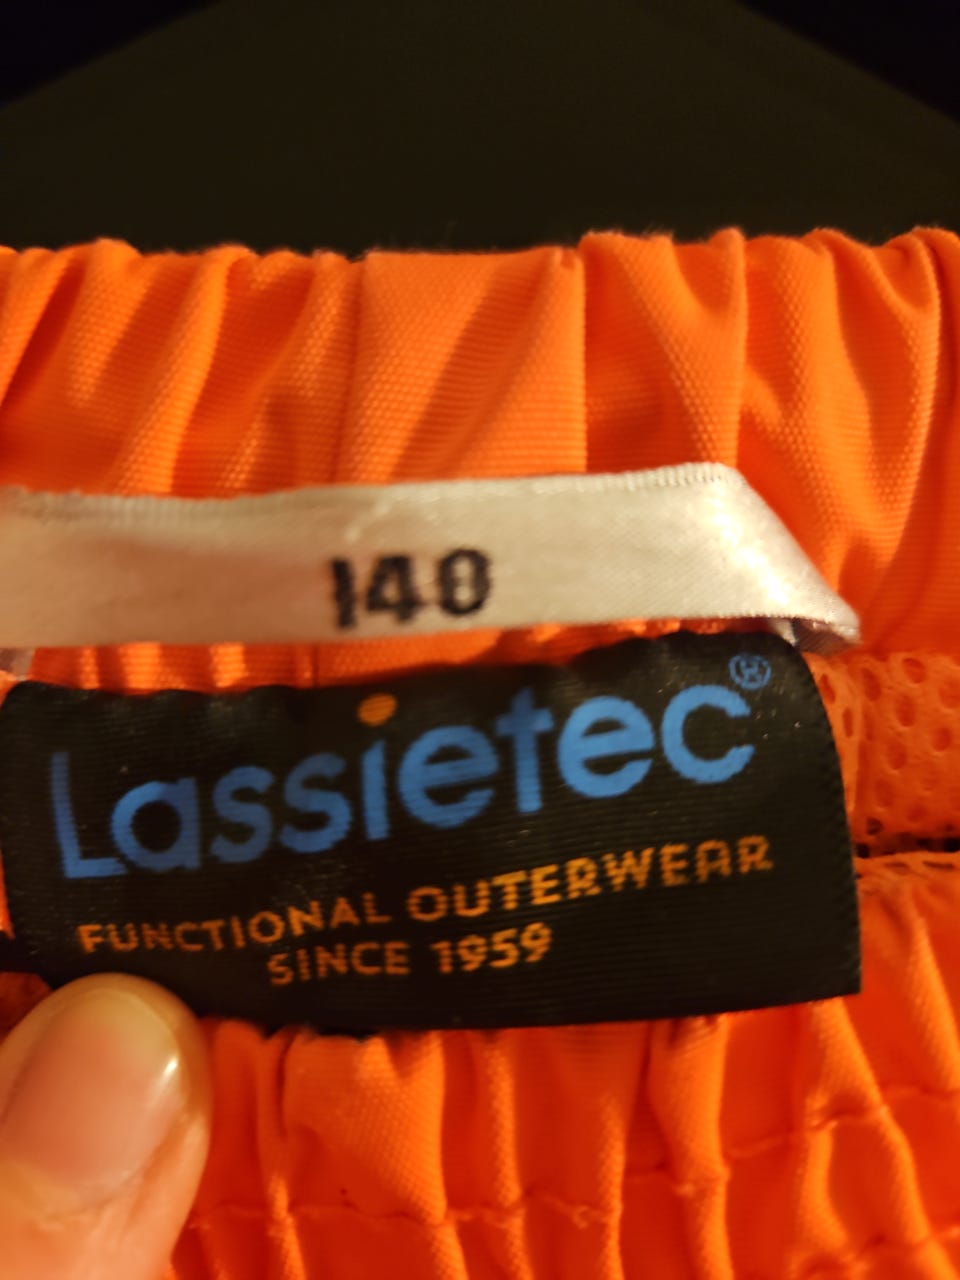 140
Lassietec®
FUNCTIONAL OUTERWEAR
SINCE 1959